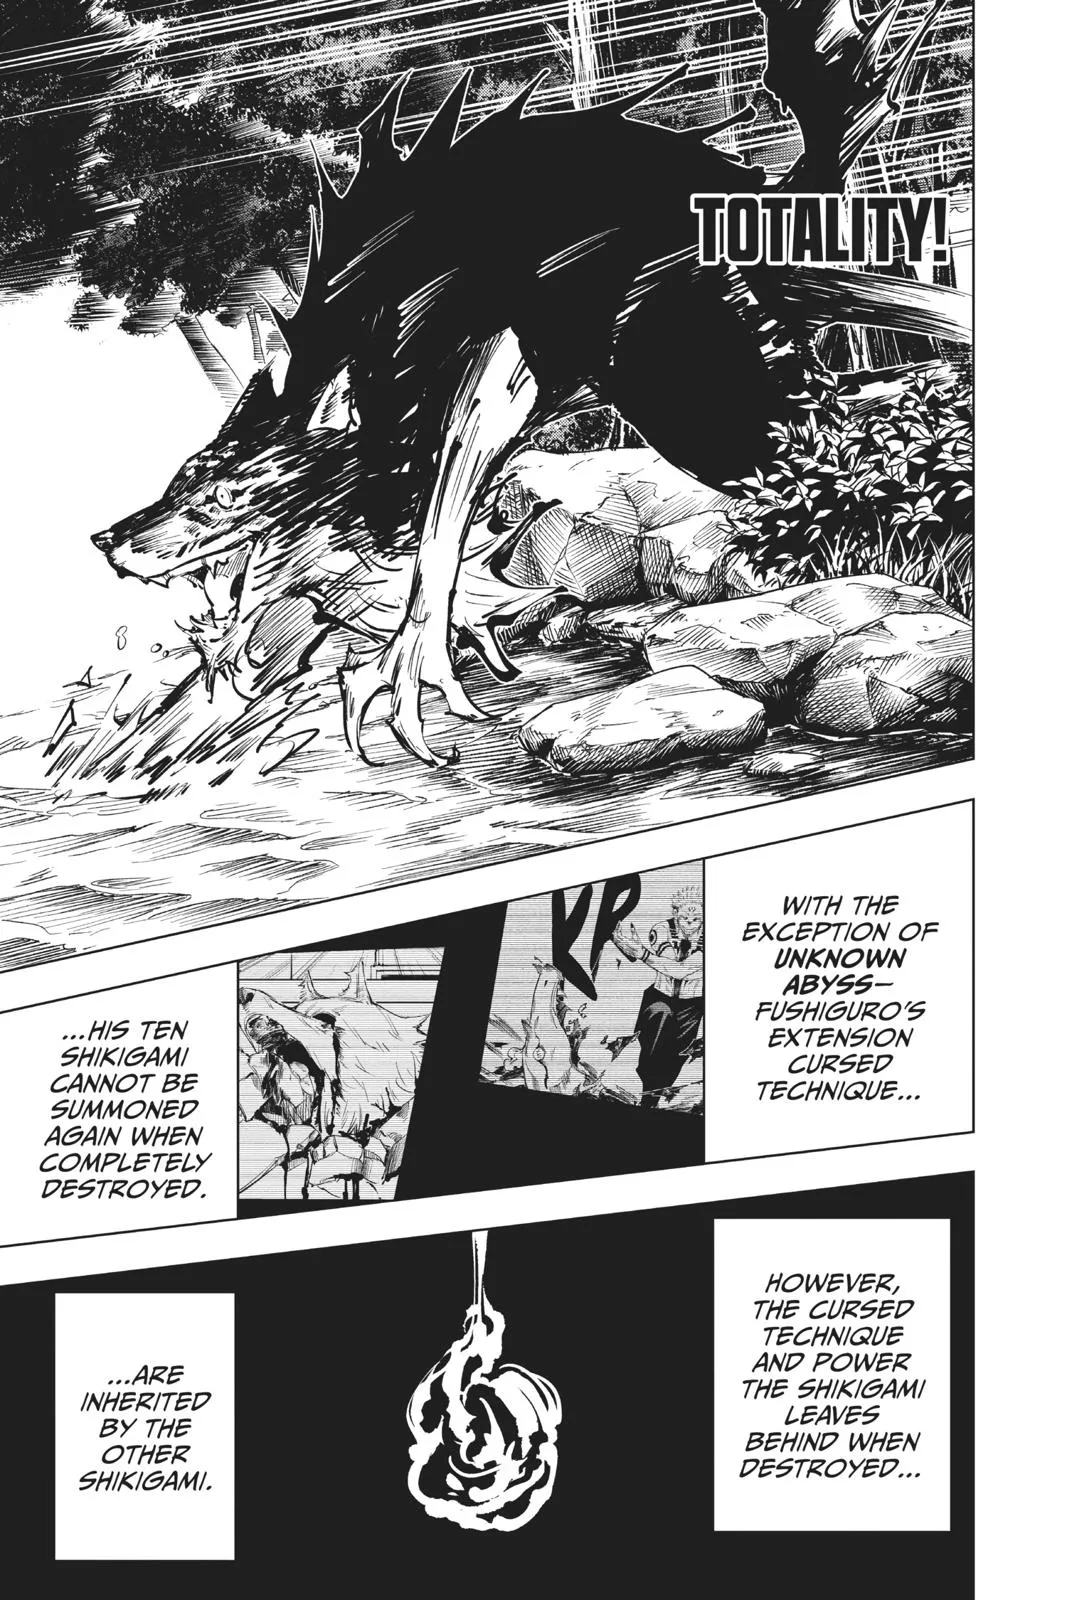 TOTALITY!
WITH THE
EXCEPTION OF
UNKNOWN
ABYSS—
FUSHIGURO'S
EXTENSION
CURSED
TECHNIQUE...
...HIS TEN
SHIKIGAMI
CANNOT BE
SUMMONED
AGAIN WHEN
COMPLETELY
DESTROYED.
HOWEVER,
THE CURSED
TECHNIQUE
AND POWER
THE SHIKIGAMI
LEAVES
BEHIND WHEN
DESTROYED...
...ARE
INHERITED
BY THE
OTHER
SHIKIGAMI.